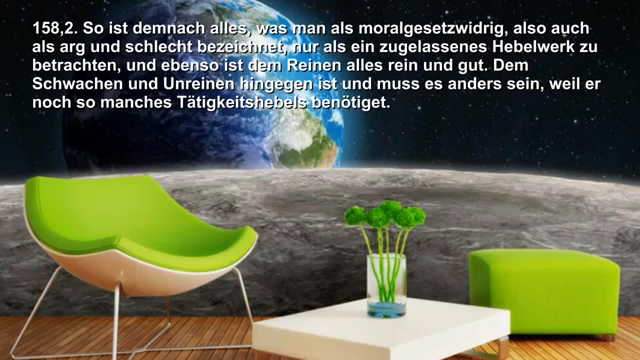 158,2. So ist demnach alles, was man als moralgesetzwidrig, also auch
als arg und schlecht bezeichnet, nur als ein zugelassenes Hebelwerk zu
betrachten, und ebenso ist dem Reinen alles rein und gut. Dem
Schwachen und Unreinen hingegen ist und muss es anders sein, weil er
noch so manches Tätigkeitshebels benötiget.